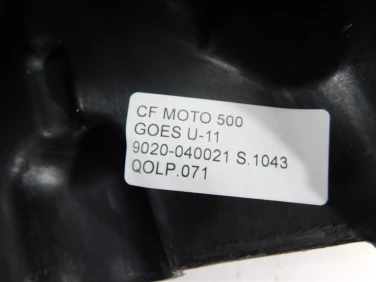 CF MOTO 500
GOES U-11
9020-040021 S.1043
QOLP.071